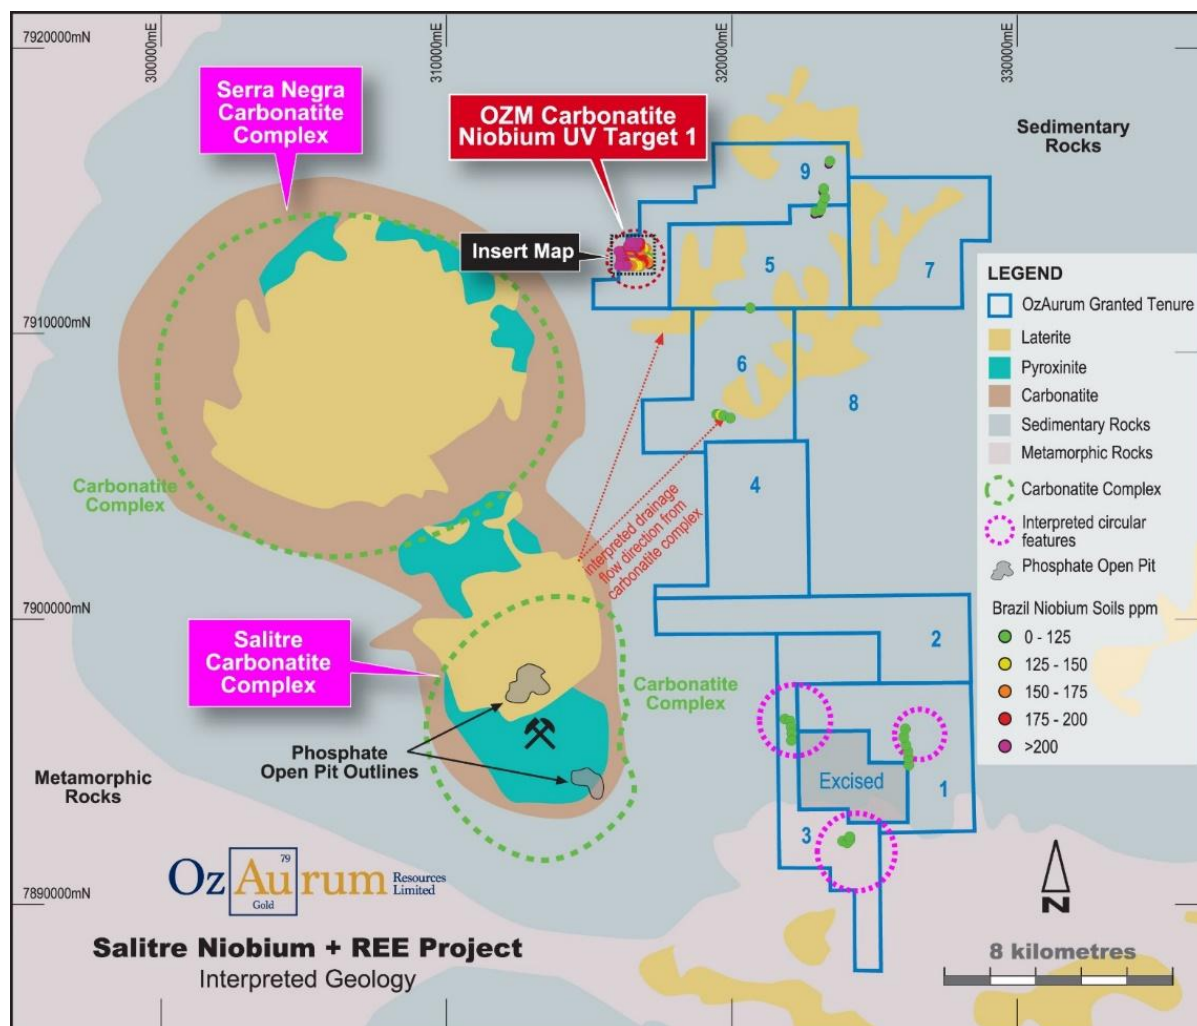 300000mE
310000mE
320000mE
330000mE
7920000mN
7910000mN
7900000mN
7890000mN
Serra Negra
Carbonatite
Complex
OZM Carbonatite
Niobium UV Target 1
Insert Map
Sedimentary
Rocks
9
5
7
6
8
4
2
1
3
Excised
Carbonatite
Complex
interpreted drainage
flow direction from
carbonatite complex
Salitre
Carbonatite
Complex
Carbonatite
Complex
Phosphate
Open Pit Outlines
Metamorphic
Rocks
LEGEND
OzAurum Granted Tenure
Laterite
Pyroxinite
Carbonatite
Sedimentary Rocks
Metamorphic Rocks
Carbonatite Complex
Interpreted circular
features
Phosphate Open Pit
Brazil Niobium Soils ppm
0 - 125
125 - 150
150 - 175
175 - 200
>200
79
OzAurum Resources
Limited
Gold
Salitre Niobium + REE Project
Interpreted Geology
N
8 kilometres